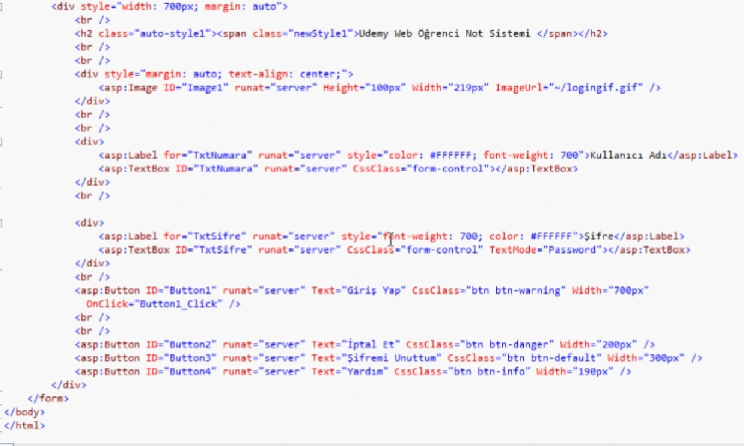 <div style="width: 700px; margin: auto">
<br />
<h2 class="auto-style1"><span class="newStyle1">Udemy Web Öğrenci Not Sistemi </span></h2>
<br />
<br />
<div style="margin: auto; text-align: center;">
<asp:Image ID="Image1" runat="server" Height="100px" Width="219px" ImageUrl="~/logingif.gif" />
</div>
<br />
<br />
<div>
<asp:Label for="TxtNumara" runat="server" style="color: #FFFFFF; font-weight: 700">Kullanıcı Adı</asp:Label>
<asp:TextBox ID="TxtNumara" runat="server" CssClass="form-control"></asp:TextBox>
</div>
<br />
<div>
<asp:Label for="TxtSifre" runat="server" style="font-weight: 700; color: #FFFFFF">Şifre</asp:Label>
<asp:TextBox ID="TxtSifre" runat="server" CssClass="form-control" TextMode="Password"></asp:TextBox>
</div>
<br />
<asp:Button ID="Button1" runat="server" Text="Giriş Yap" CssClass="btn btn-warning" Width="700px"
OnClick="Button1_Click" />
<br />
<br />
<asp:Button ID="Button2" runat="server" Text="İptal Et" CssClass="btn btn-danger" Width="200px" />
<asp:Button ID="Button3" runat="server" Text="Şifremi Unuttum" CssClass="btn btn-default" Width="300px" />
<asp:Button ID="Button4" runat="server" Text="Yardım" CssClass="btn btn-info" Width="190px" />
</div>
</form>
</body>
</html>